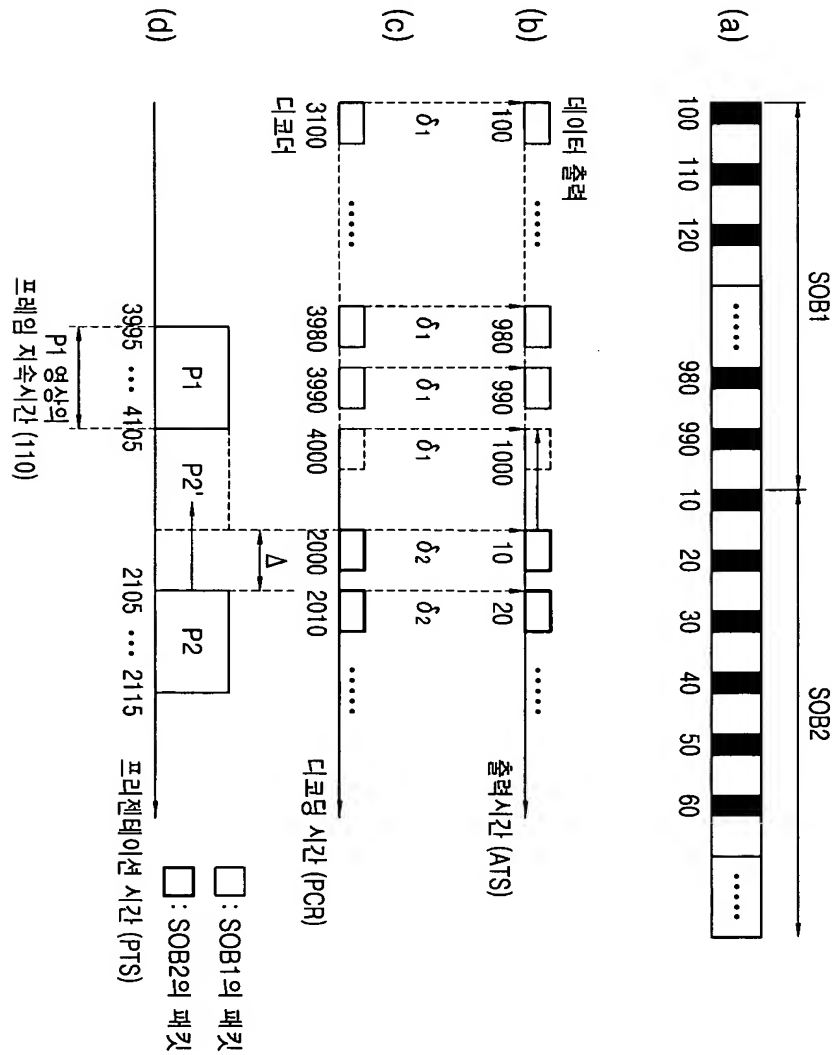 (a)
SOB1
SOB2
100 110 120 ..... 980 990 10 20 30 40 50 60 .....
(b)
데이터 출력
100 ..... 980 990 1000 10 20 .....
출력시간 (ATS)
δ1 δ1 δ1 δ1 δ2 δ2
(c)
디코더
3100 ..... 3980 3990 4000 2000 2010 .....
디코딩 시간 (PCR)
Δ
(d)
P1 P2' P2
3995 ... 4105 2105 ... 2115
프리젠테이션 시간 (PTS)
P1 영상의
프레임 지속시간 (110)
: SOB1의 패킷
: SOB2의 패킷